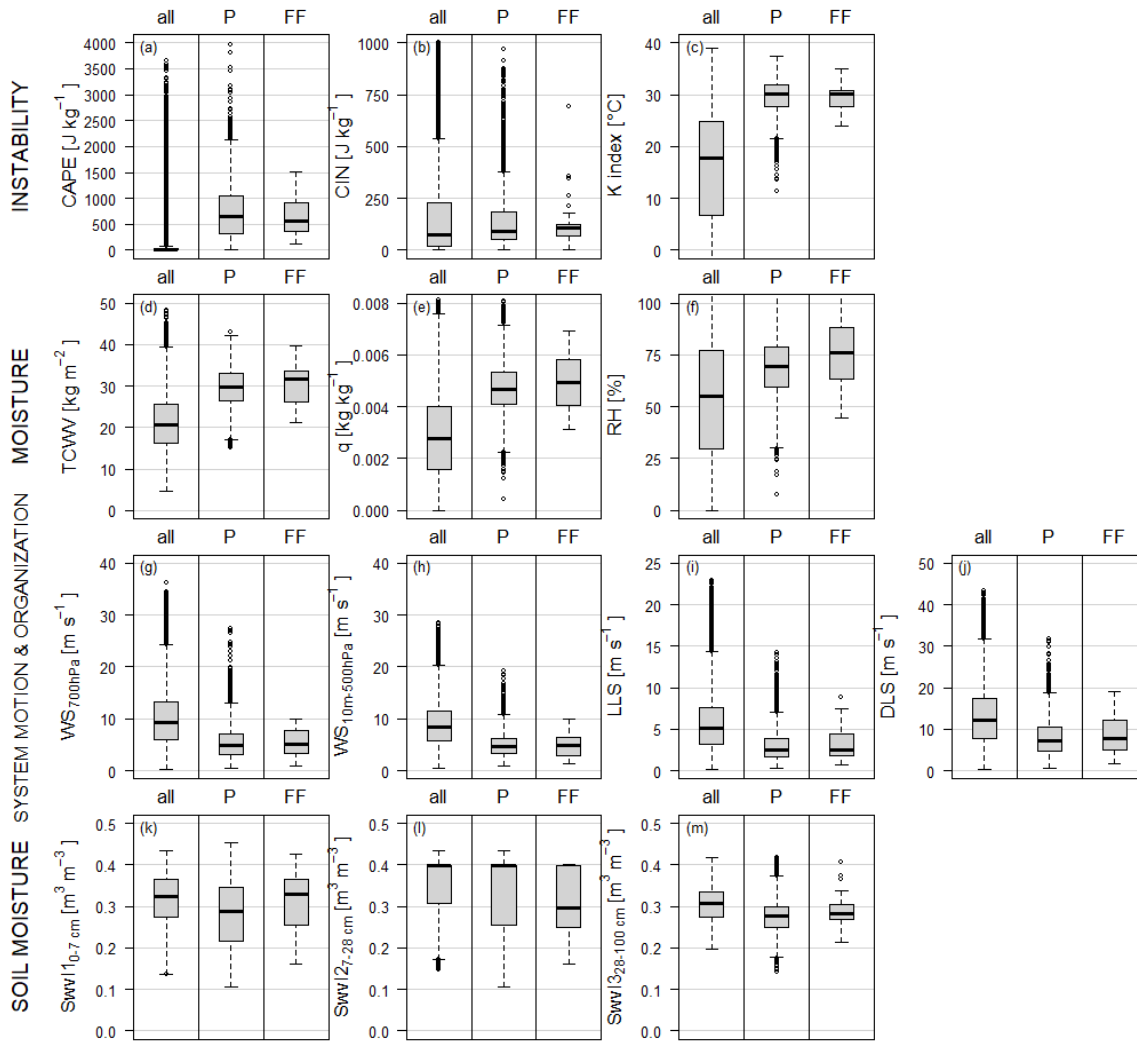 all P FF
(a)
CAPE [J kg⁻¹]
4000
3500
3000
2500
2000
1500
1000
500
0
all P FF
(b)
CIN [J kg⁻¹]
1000
750
500
250
0
all P FF
(c)
K index [°C]
40
30
20
10
0
INSTABILITY
all P FF
(d)
TCWV [kg m⁻²]
50
40
30
20
10
0
all P FF
(e)
q [kg kg⁻¹]
0.008
0.006
0.004
0.002
0.000
all P FF
(f)
RH [%]
100
75
50
25
0
MOISTURE
all P FF
(g)
WS700hPa [m s⁻¹]
40
30
20
10
0
all P FF
(h)
WS10m-500hPa [m s⁻¹]
40
30
20
10
0
all P FF
(i)
LLS [m s⁻¹]
25
20
15
10
5
0
all P FF
(j)
DLS [m s⁻¹]
50
40
30
20
10
0
SYSTEM MOTION & ORGANIZATION
all P FF
(k)
Swvl10-7 cm [m³ m⁻³]
0.5
0.4
0.3
0.2
0.1
0.0
all P FF
(l)
Swvl27-28 cm [m³ m⁻³]
0.5
0.4
0.3
0.2
0.1
0.0
all P FF
(m)
Swvl328-100 cm [m³ m⁻³]
0.5
0.4
0.3
0.2
0.1
0.0
SOIL MOISTURE